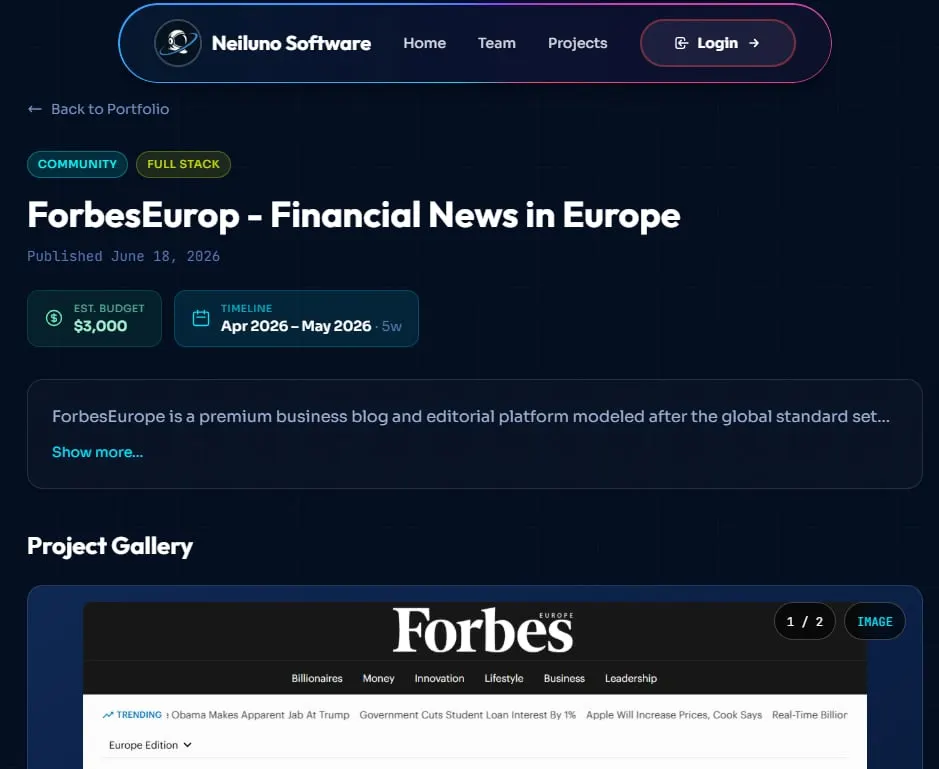 Neiluno Software Home Team Projects Login →
← Back to Portfolio
COMMUNITY FULL STACK
ForbesEurop - Financial News in Europe
Published June 18, 2026
EST. BUDGET
$3,000
TIMELINE
Apr 2026 – May 2026 · 5w
ForbesEurope is a premium business blog and editorial platform modeled after the global standard set...
Show more...
Project Gallery
EUROPE
Forbes
1 / 2 IMAGE
Billionaires Money Innovation Lifestyle Business Leadership
TRENDING Obama Makes Apparent Jab At Trump Government Cuts Student Loan Interest By 1% Apple Will Increase Prices, Cook Says Real-Time Billior
Europe Edition